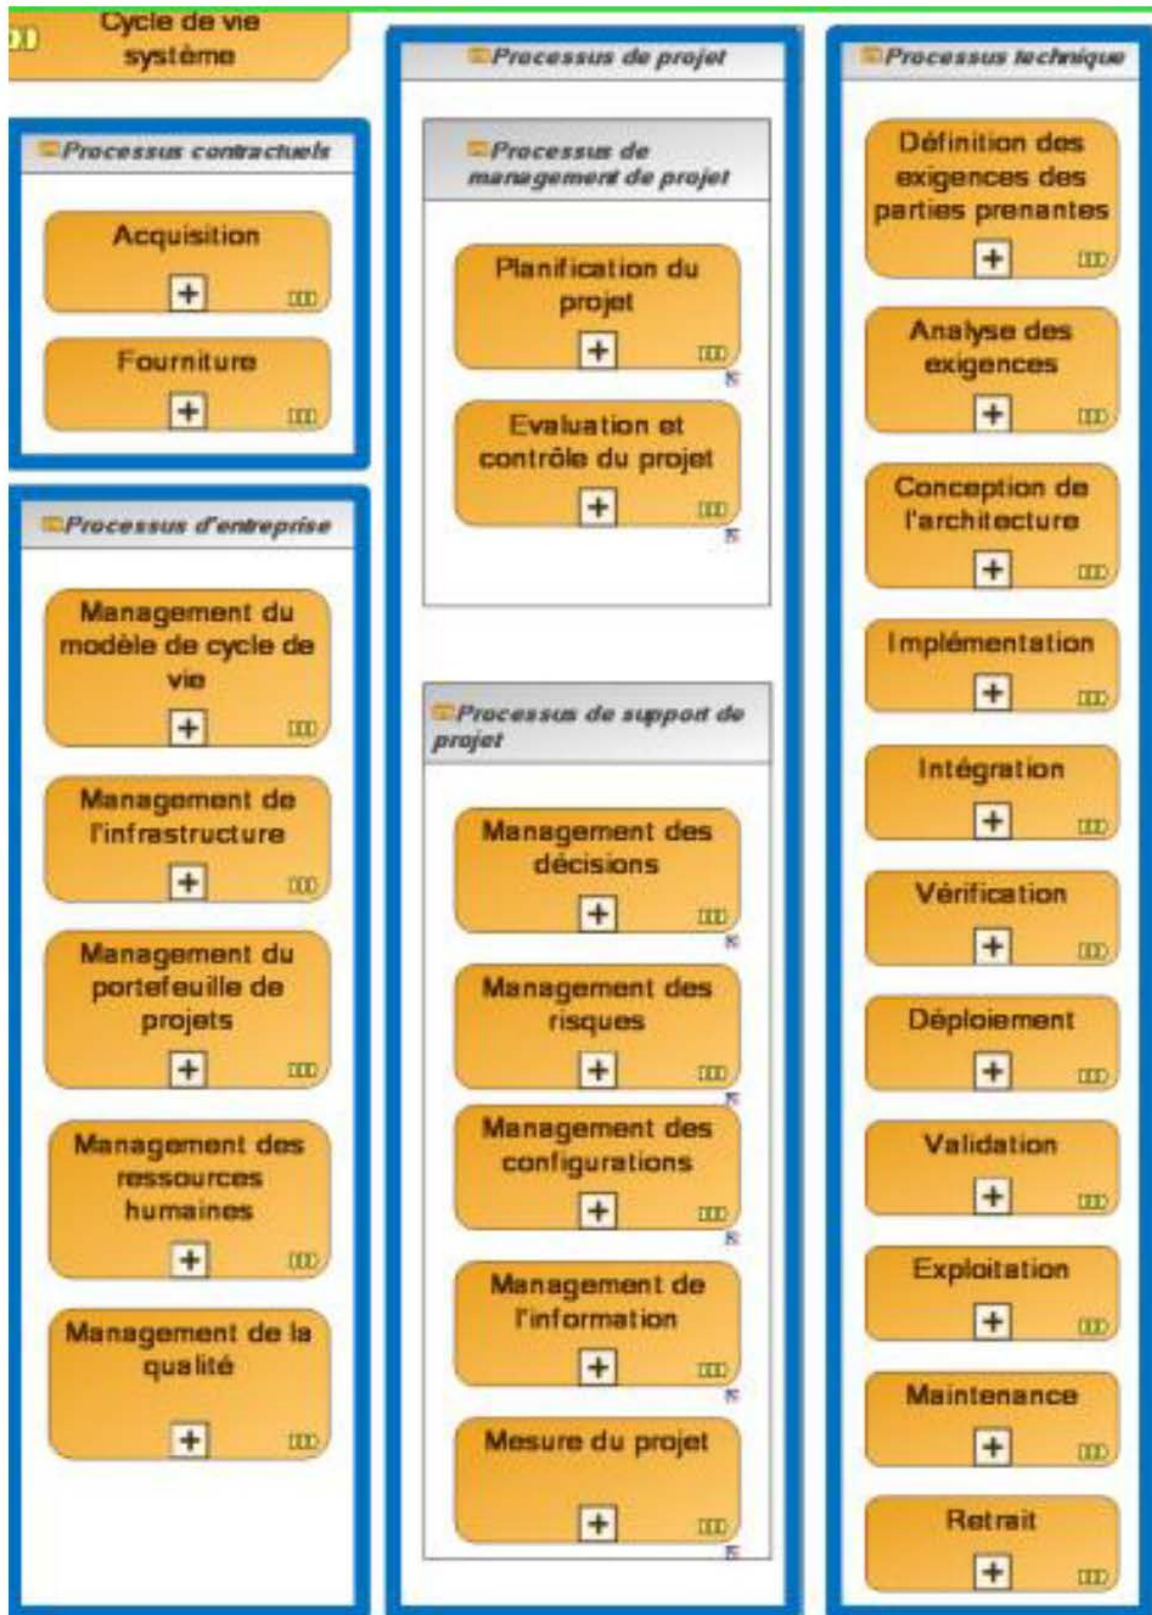 Cycle de vie
système
Processus contractuels
Acquisition
Fourniture
Processus d'entreprise
Management du
modèle de cycle de
vie
Management de
l'infrastructure
Management du
portefeuille de
projets
Management des
ressources
humaines
Management de la
qualité
Processus de projet
Processus de
management de projet
Planification du
projet
Evaluation et
contrôle du projet
Processus de support de
projet
Management des
décisions
Management des
risques
Management des
configurations
Management de
l'information
Mesure du projet
Processus technique
Définition des
exigences des
parties prenantes
Analyse des
exigences
Conception de
l'architecture
Implémentation
Intégration
Vérification
Déploiement
Validation
Exploitation
Maintenance
Retrait